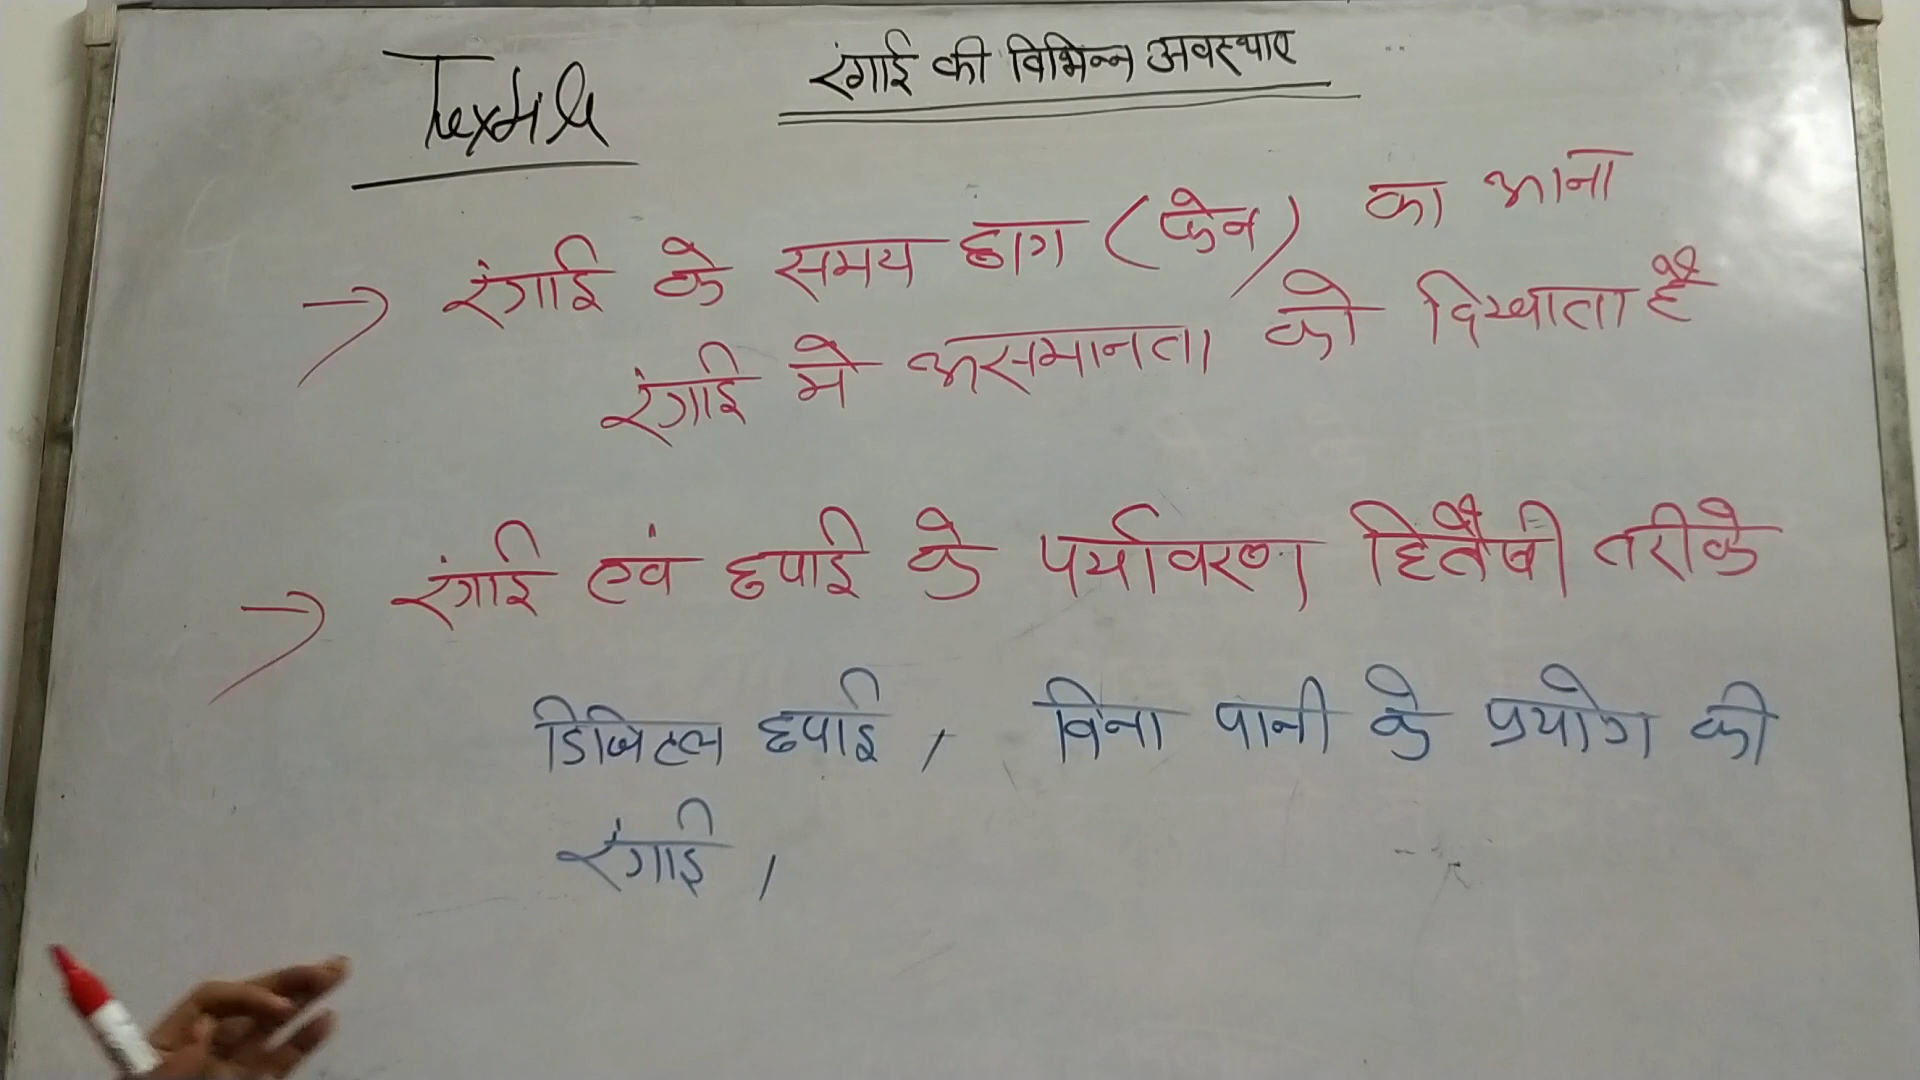 Textile
रंगाई की विभिन्न अवस्थाए
→ रंगाई के समय झाग (फेन) का आना
रंगाई मे असमानता को दिखाता है
→ रंगाई एवं छपाई के पर्यावरण हितैषी तरीके
डिजिटल छपाई, बिना पानी के प्रयोग की
रंगाई,